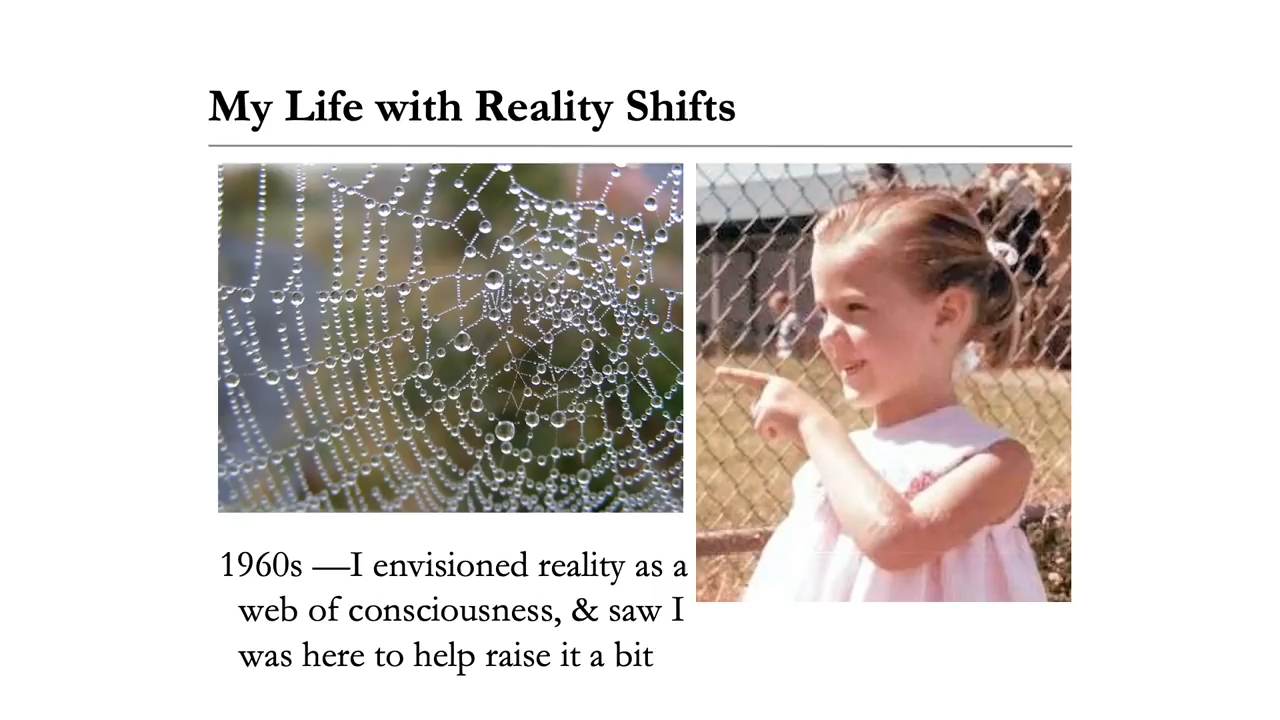 My Life with Reality Shifts
1960s —I envisioned reality as a
web of consciousness, & saw I
was here to help raise it a bit